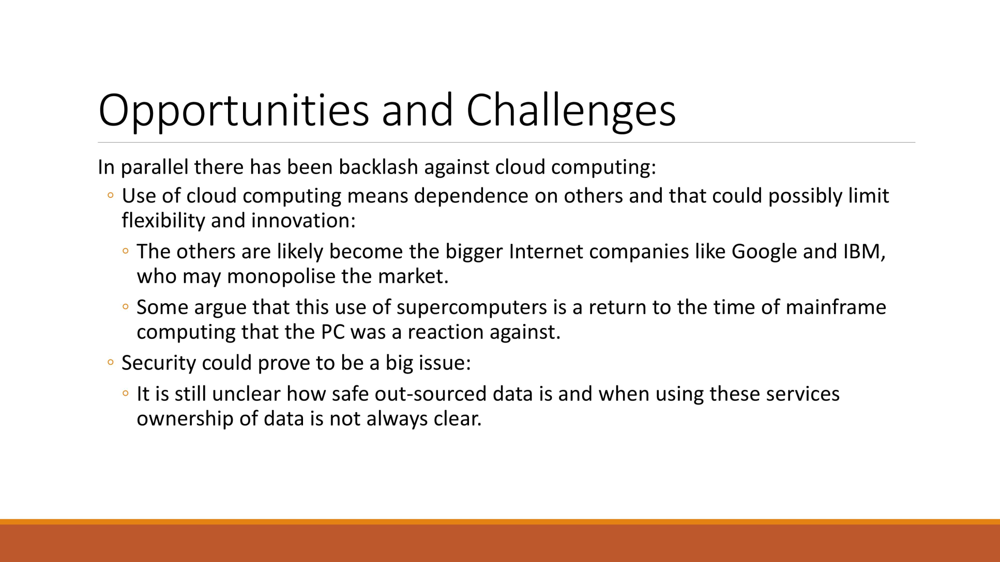 Opportunities and Challenges
In parallel there has been backlash against cloud computing:
◦ Use of cloud computing means dependence on others and that could possibly limit
flexibility and innovation:
◦ The others are likely become the bigger Internet companies like Google and IBM,
who may monopolise the market.
◦ Some argue that this use of supercomputers is a return to the time of mainframe
computing that the PC was a reaction against.
◦ Security could prove to be a big issue:
◦ It is still unclear how safe out-sourced data is and when using these services
ownership of data is not always clear.